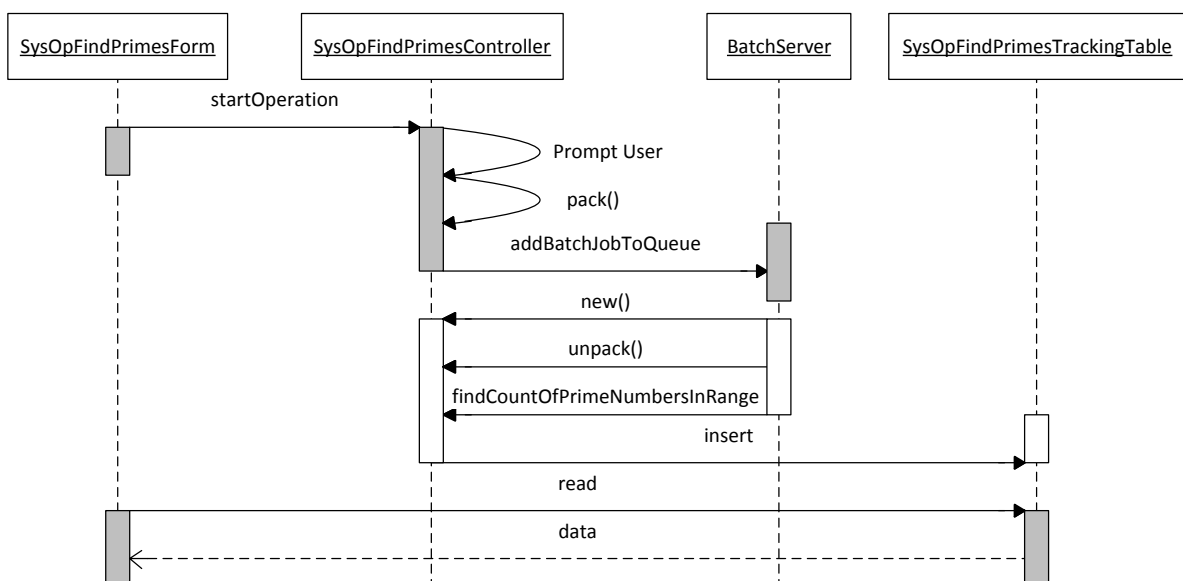 SysOpFindPrimesForm
SysOpFindPrimesController
BatchServer
SysOpFindPrimesTrackingTable
startOperation
Prompt User
pack()
addBatchJobToQueue
new()
unpack()
findCountOfPrimeNumbersInRange
insert
read
data